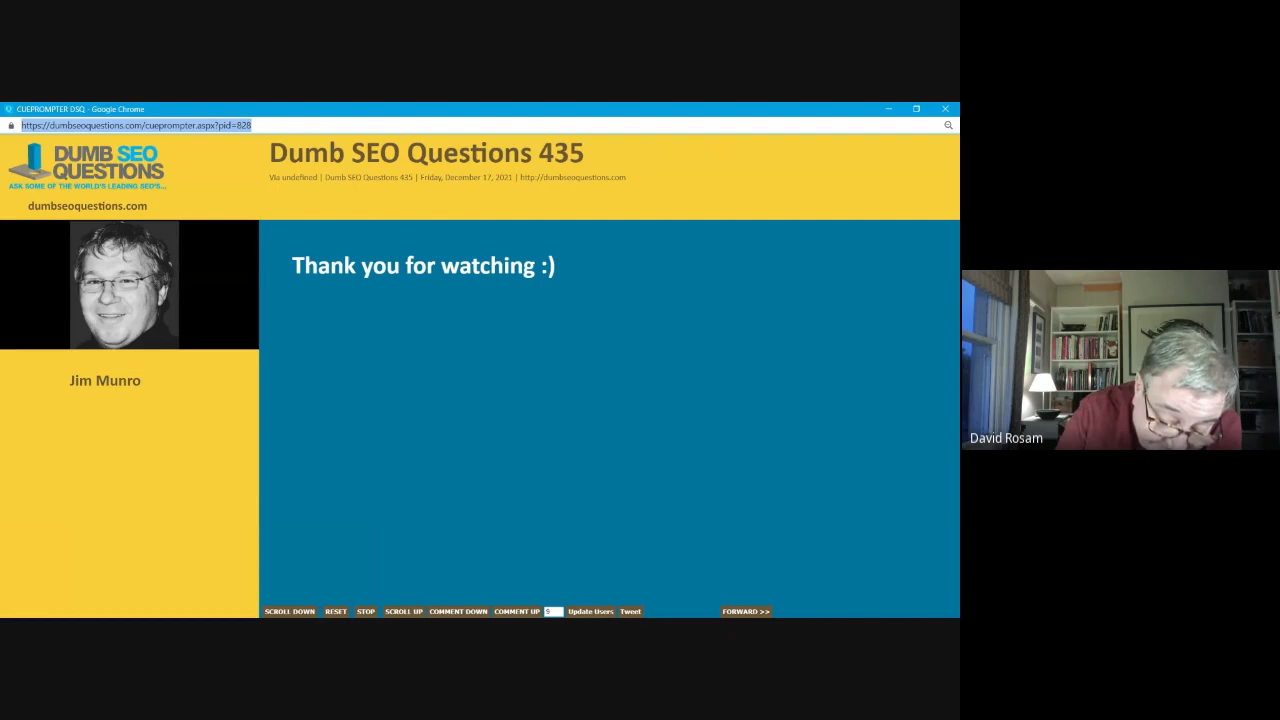 CUEPROMPTER DSQ - Google Chrome
https://dumbseoquestions.com/cueprompter.aspx?pid=828
DUMB SEO
QUESTIONS
ASK SOME OF THE WORLD'S LEADING SEO'S...
dumbseoquestions.com
Dumb SEO Questions 435
Via undefined | Dumb SEO Questions 435 | Friday, December 17, 2021 | http://dumbseoquestions.com
Thank you for watching :)
Jim Munro
David Rosam
SCROLL DOWN RESET STOP SCROLL UP COMMENT DOWN COMMENT UP 5 Update Users Tweet FORWARD >>